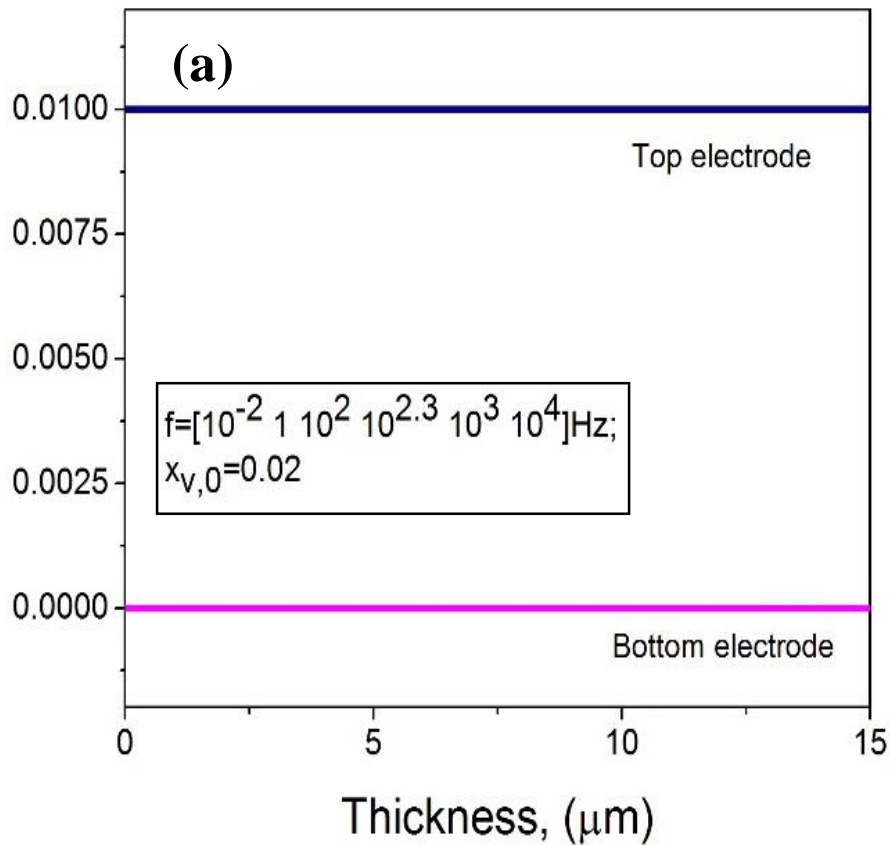 (a)
0.0100
Top electrode
0.0075
0.0050
f=[10^-2 1 10^2 10^2.3 10^3 10^4]Hz;
x_V,0=0.02
0.0025
0.0000
Bottom electrode
0 5 10 15
Thickness, (μm)